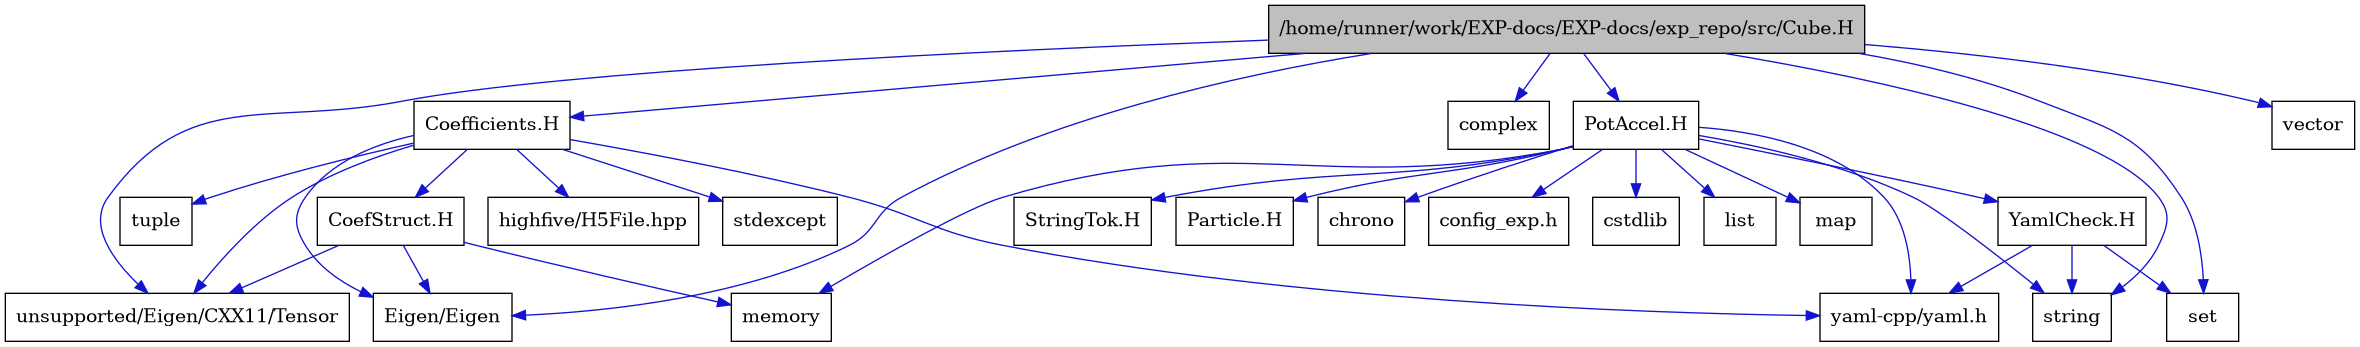 /home/runner/work/EXP-docs/EXP-docs/exp_repo/src/Cube.H
Coefficients.H
complex
PotAccel.H
vector
tuple
CoefStruct.H
highfive/H5File.hpp
stdexcept
StringTok.H
Particle.H
chrono
config_exp.h
cstdlib
list
map
YamlCheck.H
unsupported/Eigen/CXX11/Tensor
Eigen/Eigen
memory
yaml-cpp/yaml.h
string
set